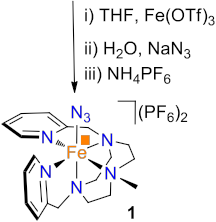 i) THF, Fe(OTf)3
ii) H2O, NaN3
iii) NH4PF6
N3
(PF6)2
N
N
Fe
N
N
N
1